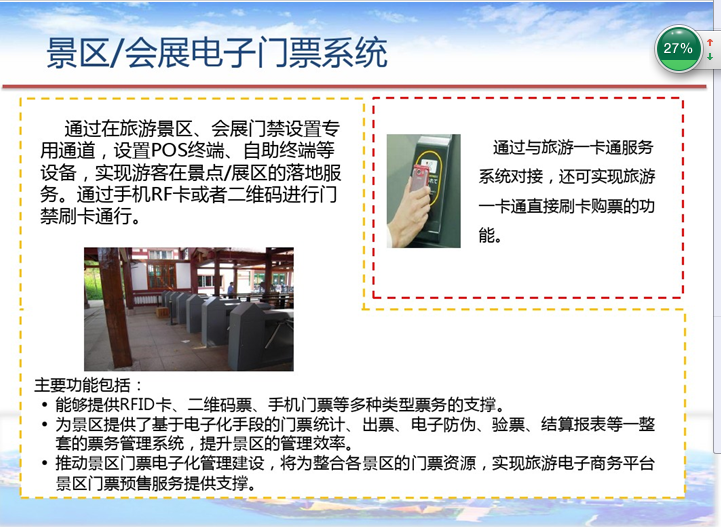 景区/会展电子门票系统
27%
通过在旅游景区、会展门禁设置专
用通道，设置POS终端、自助终端等
设备，实现游客在景点/展区的落地服
务。通过手机RF卡或者二维码进行门
禁刷卡通行。
通过与旅游一卡通服务
系统对接，还可实现旅游
一卡通直接刷卡购票的功
能。
主要功能包括：
• 能够提供RFID卡、二维码票、手机门票等多种类型票务的支撑。
• 为景区提供了基于电子化手段的门票统计、出票、电子防伪、验票、结算报表等一整
套的票务管理系统，提升景区的管理效率。
• 推动景区门票电子化管理建设，将为整合各景区的门票资源，实现旅游电子商务平台
景区门票预售服务提供支撑。